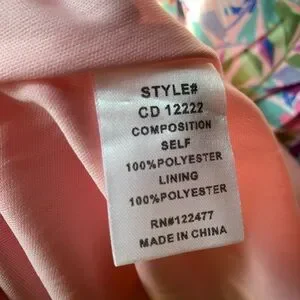 STYLE#
CD 12222
COMPOSITION
SELF
100%POLYESTER
LINING
100%POLYESTER
RN#122477
MADE IN CHINA